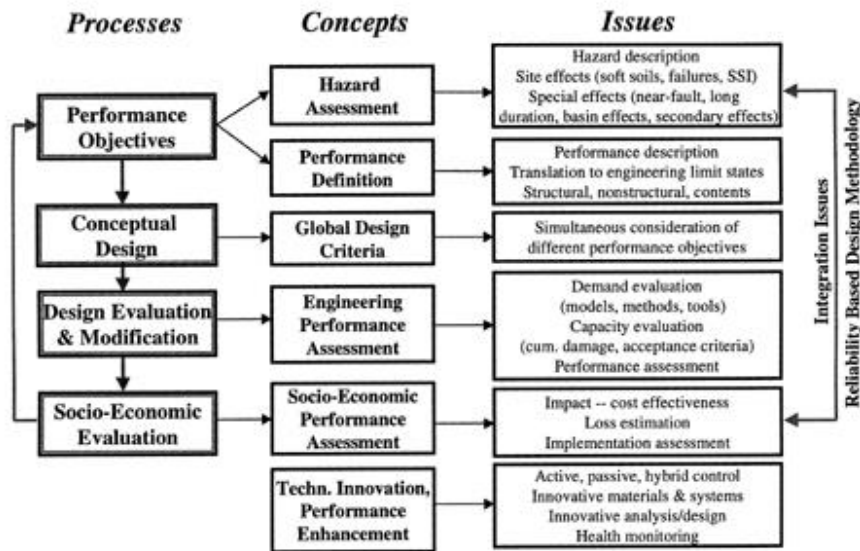 Processes
Concepts
Issues
Performance
Objectives
Conceptual
Design
Design Evaluation
& Modification
Socio-Economic
Evaluation
Hazard
Assessment
Performance
Definition
Global Design
Criteria
Engineering
Performance
Assessment
Socio-Economic
Performance
Assessment
Techn. Innovation,
Performance
Enhancement
Hazard description
Site effects (soft soils, failures, SSI)
Special effects (near-fault, long
duration, basin effects, secondary effects)
Performance description
Translation to engineering limit states
Structural, nonstructural, contents
Simultaneous consideration of
different performance objectives
Demand evaluation
(models, methods, tools)
Capacity evaluation
(cum. damage, acceptance criteria)
Performance assessment
Impact -- cost effectiveness
Loss estimation
Implementation assessment
Active, passive, hybrid control
Innovative materials & systems
Innovative analysis/design
Health monitoring
Integration Issues
Reliability Based Design Methodology